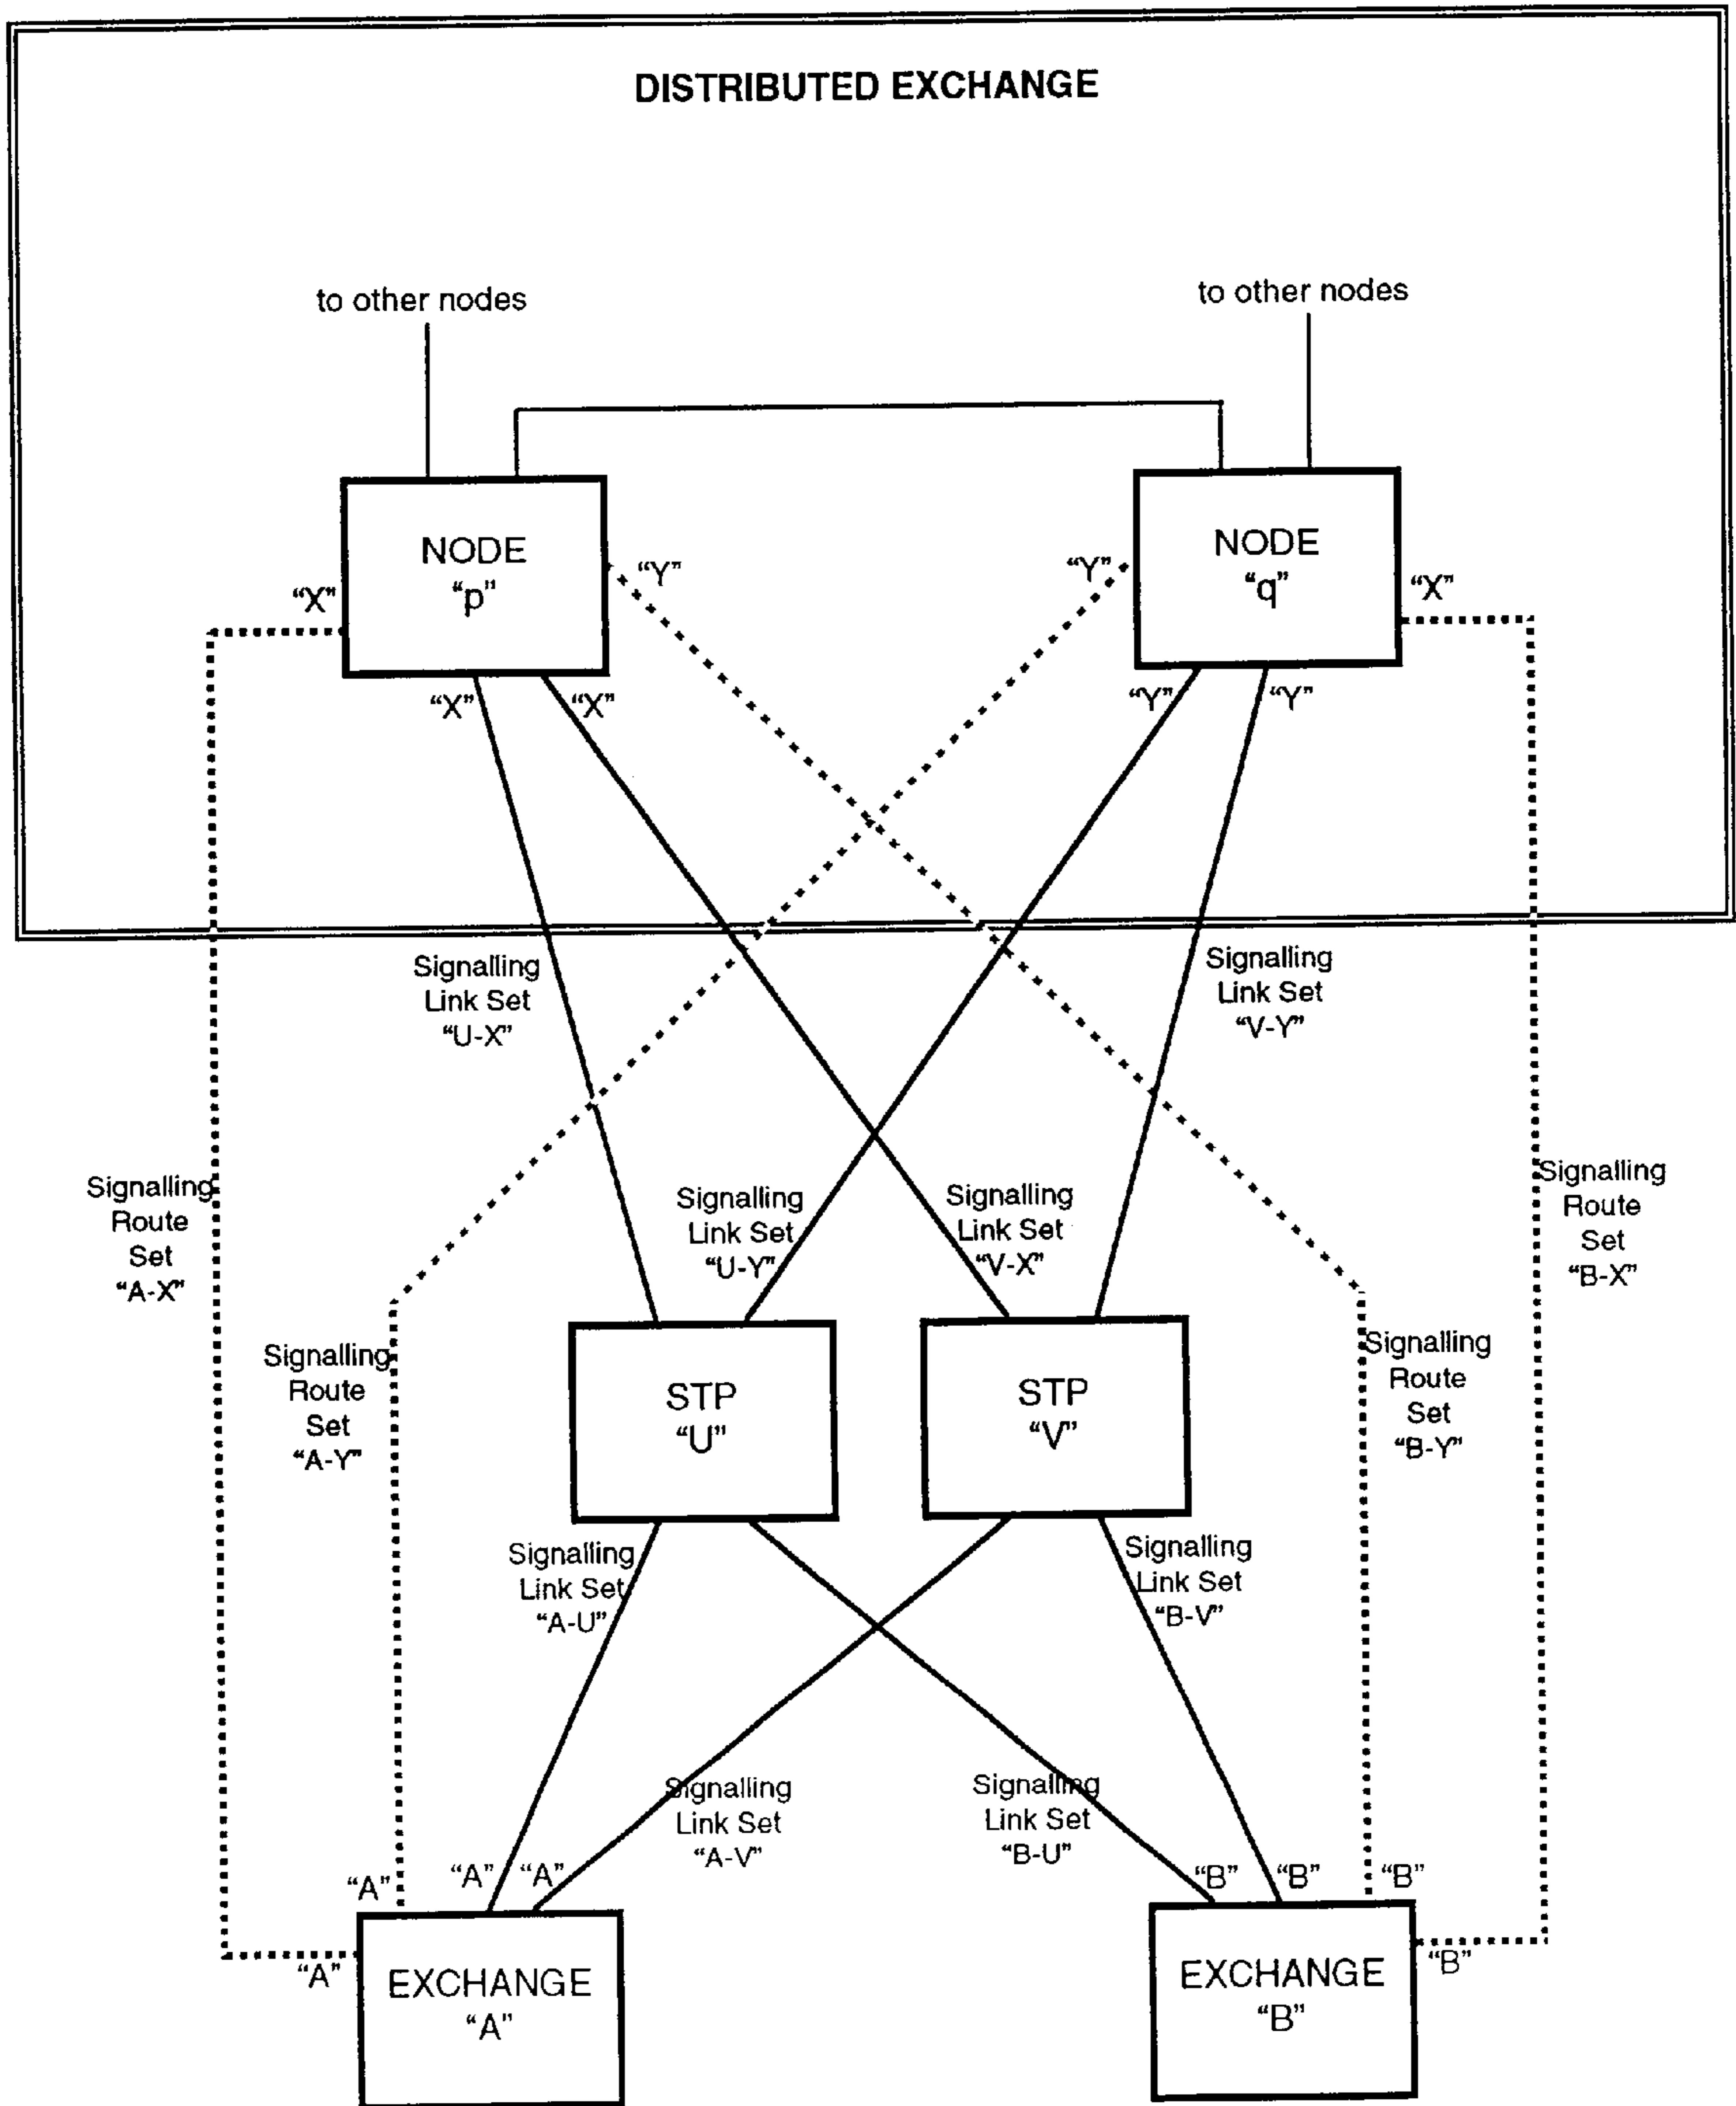 DISTRIBUTED EXCHANGE
to other nodes
to other nodes
NODE
“p”
NODE
“q”
“X”
“Y”
“Y”
“X”
“X”
“X”
“Y”
“Y”
Signalling
Link Set
“U-X”
Signalling
Link Set
“V-Y”
Signalling
Route
Set
“A-X”
Signalling
Link Set
“U-Y”
Signalling
Link Set
“V-X”
Signalling
Route
Set
“B-X”
Signalling
Route
Set
“A-Y”
STP
“U”
STP
“V”
Signalling
Route
Set
“B-Y”
Signalling
Link Set
“A-U”
Signalling
Link Set
“B-V”
Signalling
Link Set
“A-V”
Signalling
Link Set
“B-U”
“A”
“A”
“A”
“B”
“B”
“B”
“A”
“B”
EXCHANGE
“A”
EXCHANGE
“B”